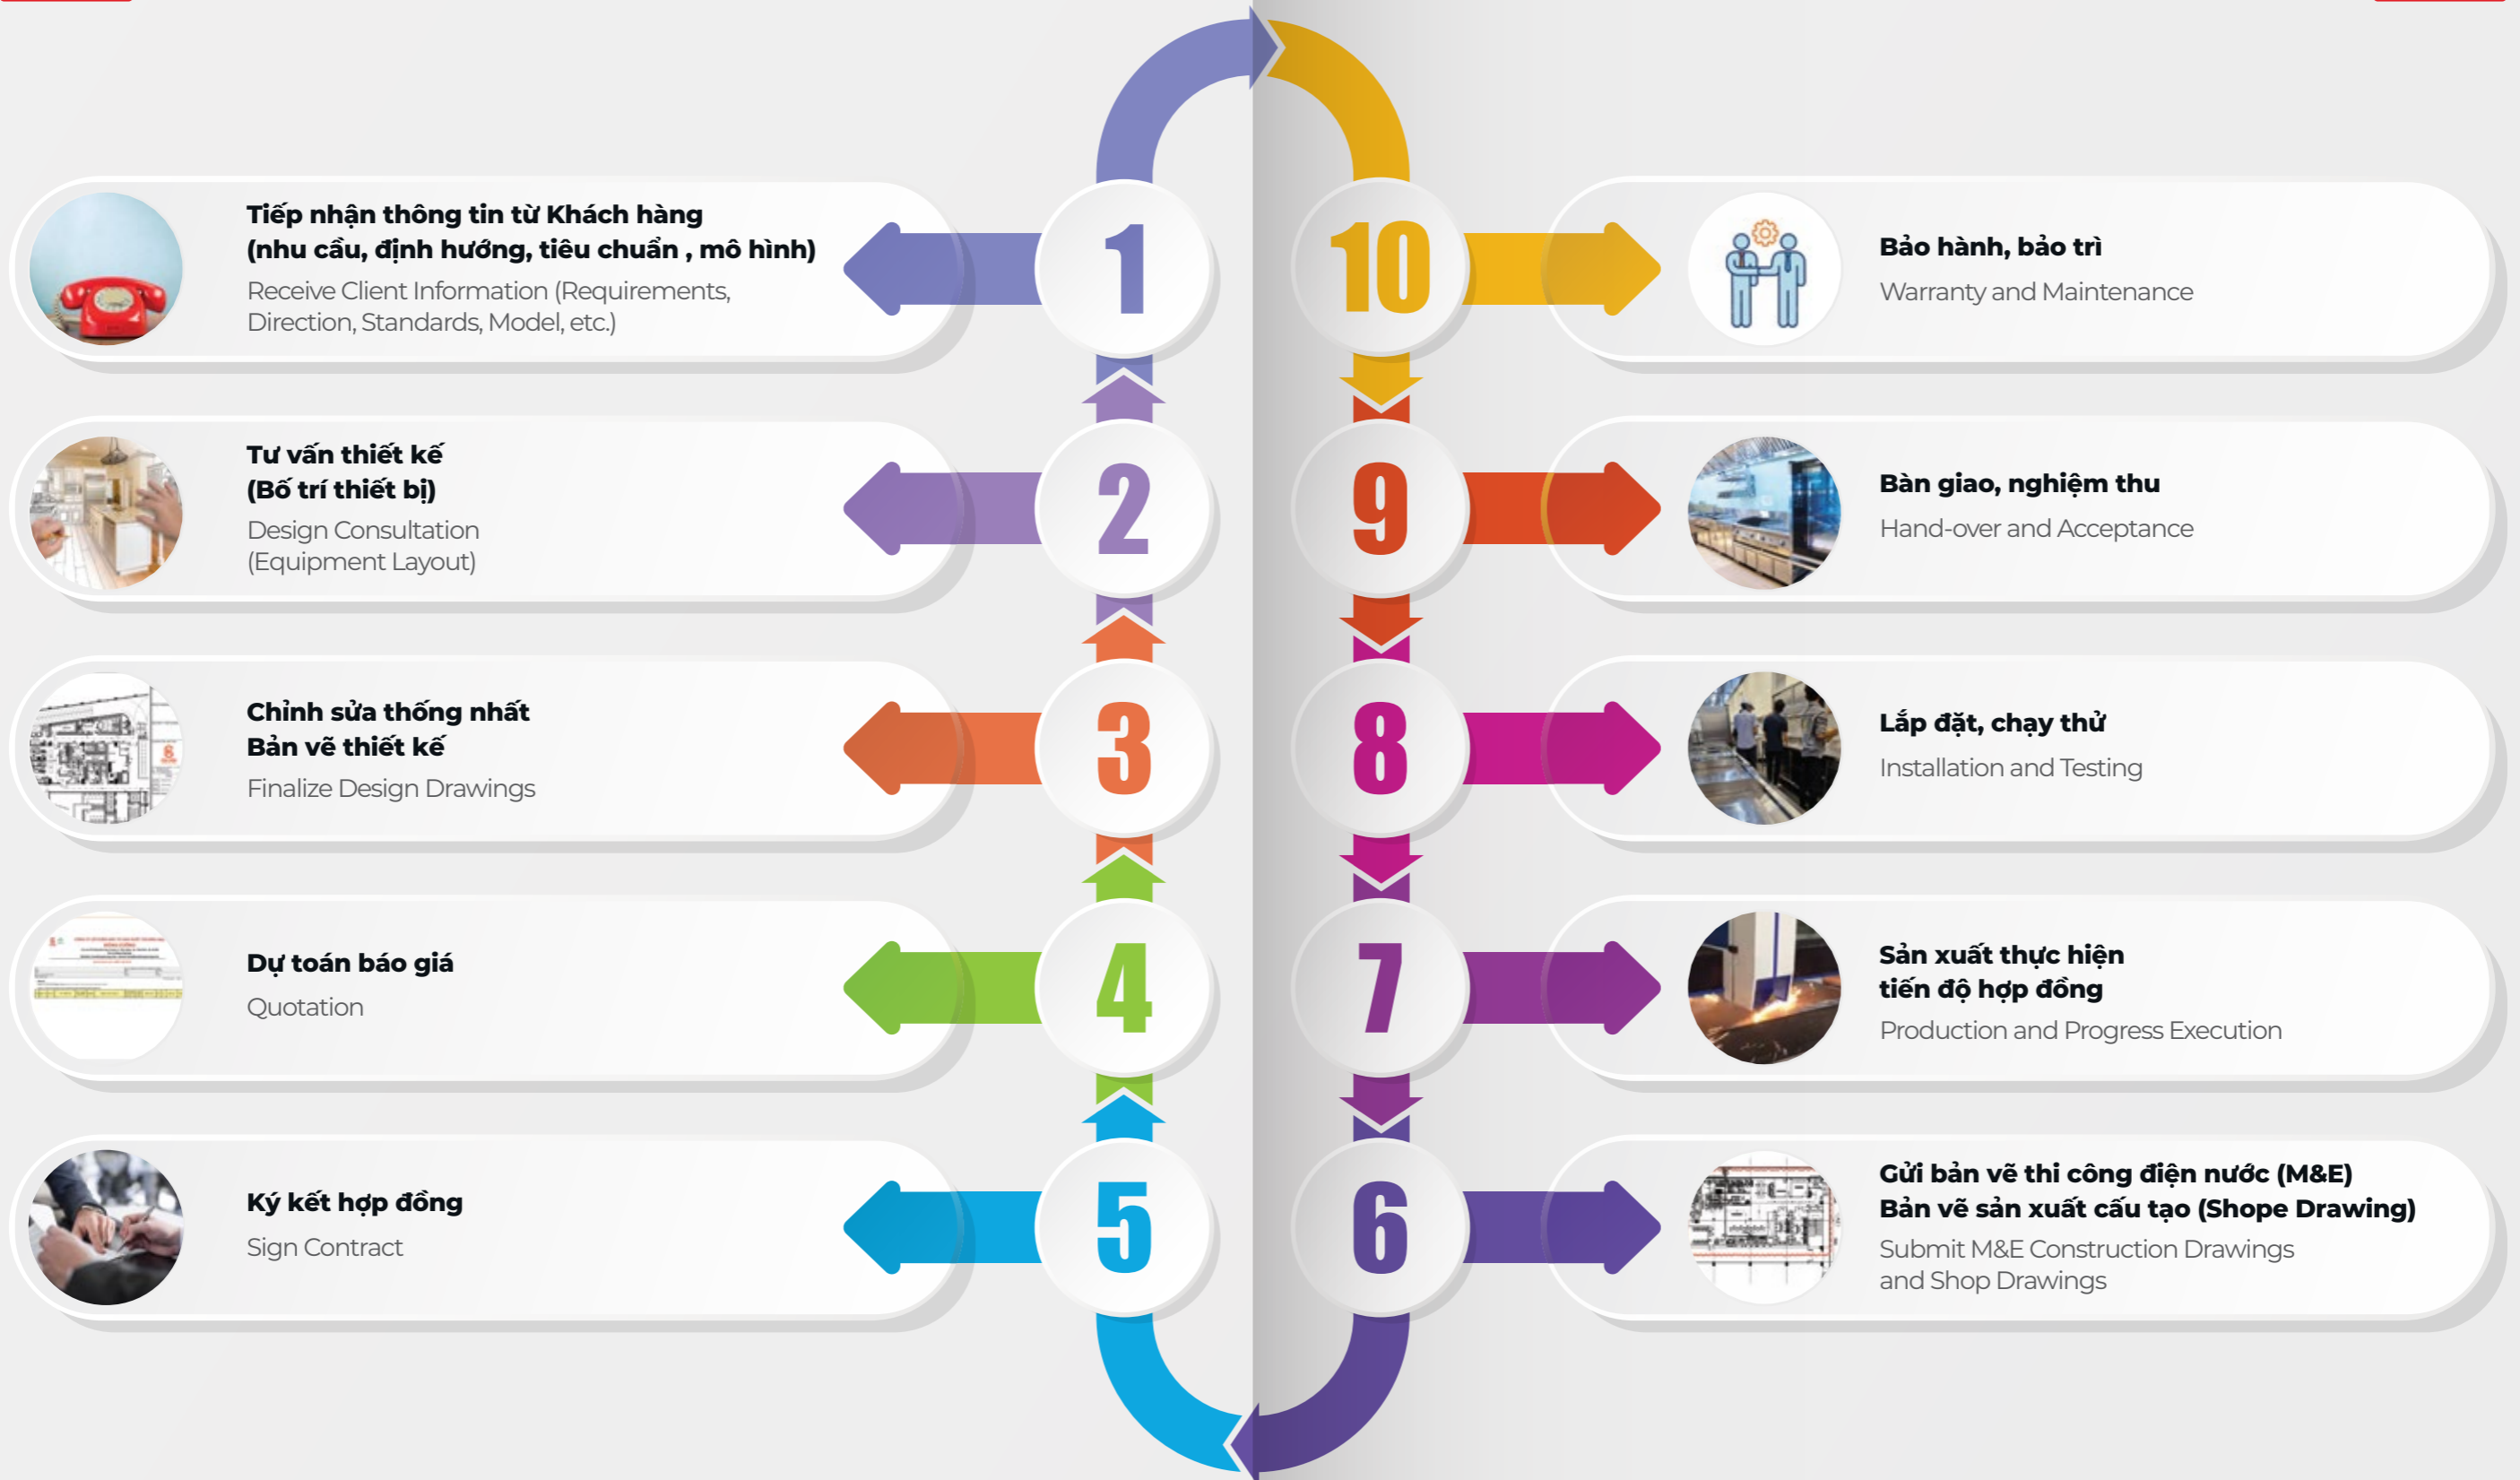 1
Tiếp nhận thông tin từ Khách hàng
(nhu cầu, định hướng, tiêu chuẩn , mô hình)
Receive Client Information (Requirements,
Direction, Standards, Model, etc.)
2
Tư vấn thiết kế
(Bố trí thiết bị)
Design Consultation
(Equipment Layout)
3
Chỉnh sửa thống nhất
Bản vẽ thiết kế
Finalize Design Drawings
4
Dự toán báo giá
Quotation
5
Ký kết hợp đồng
Sign Contract
6
Gửi bản vẽ thi công điện nước (M&E)
Bản vẽ sản xuất cấu tạo (Shope Drawing)
Submit M&E Construction Drawings
and Shop Drawings
7
Sản xuất thực hiện
tiến độ hợp đồng
Production and Progress Execution
8
Lắp đặt, chạy thử
Installation and Testing
9
Bàn giao, nghiệm thu
Hand-over and Acceptance
10
Bảo hành, bảo trì
Warranty and Maintenance